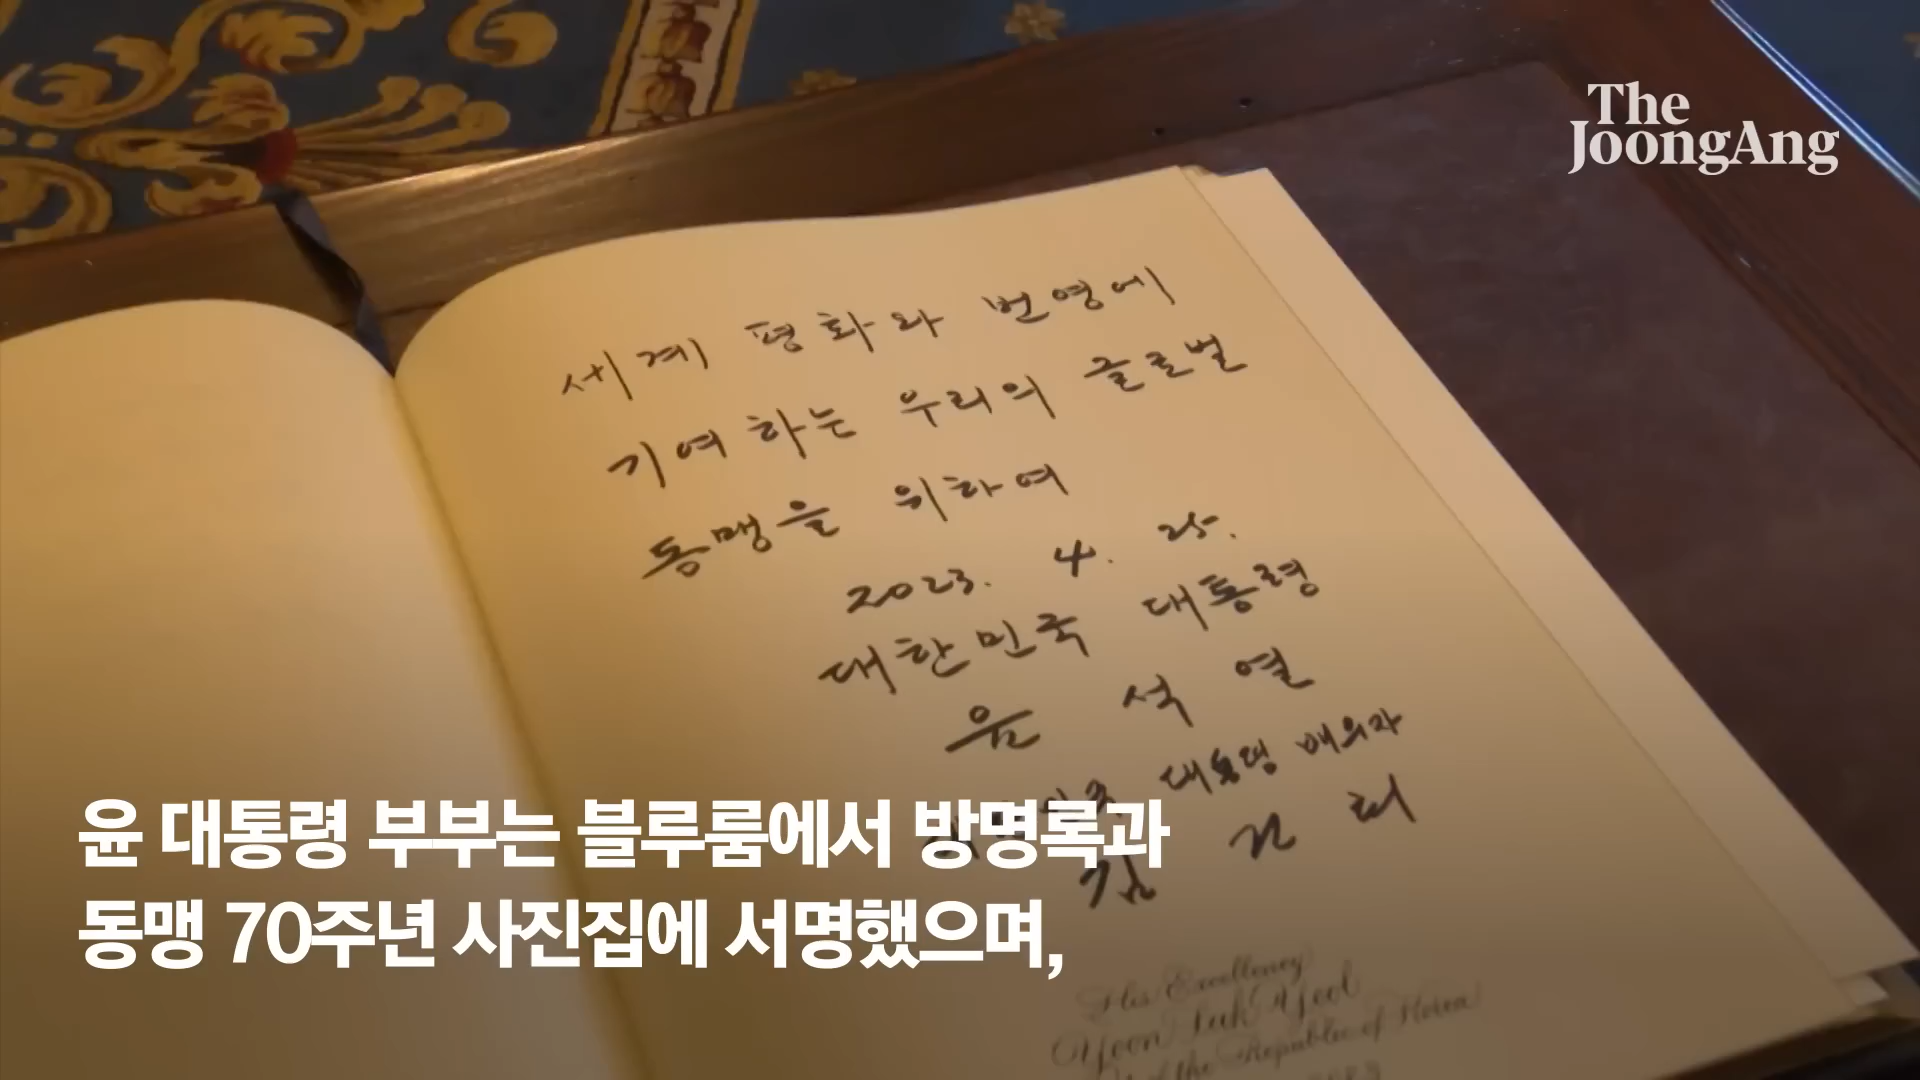 The
JoongAng
세계 평화와 번영에
기여하는 우리의 글로벌
동맹을 위하여
2023. 4. 25.
대한민국 대통령
윤 석 열
대통령 배우자
김 건 희
윤 대통령 부부는 블루룸에서 방명록과
동맹 70주년 사진집에 서명했으며,
His Excellency
Yoon Suk Yeol
of the Republic of Korea